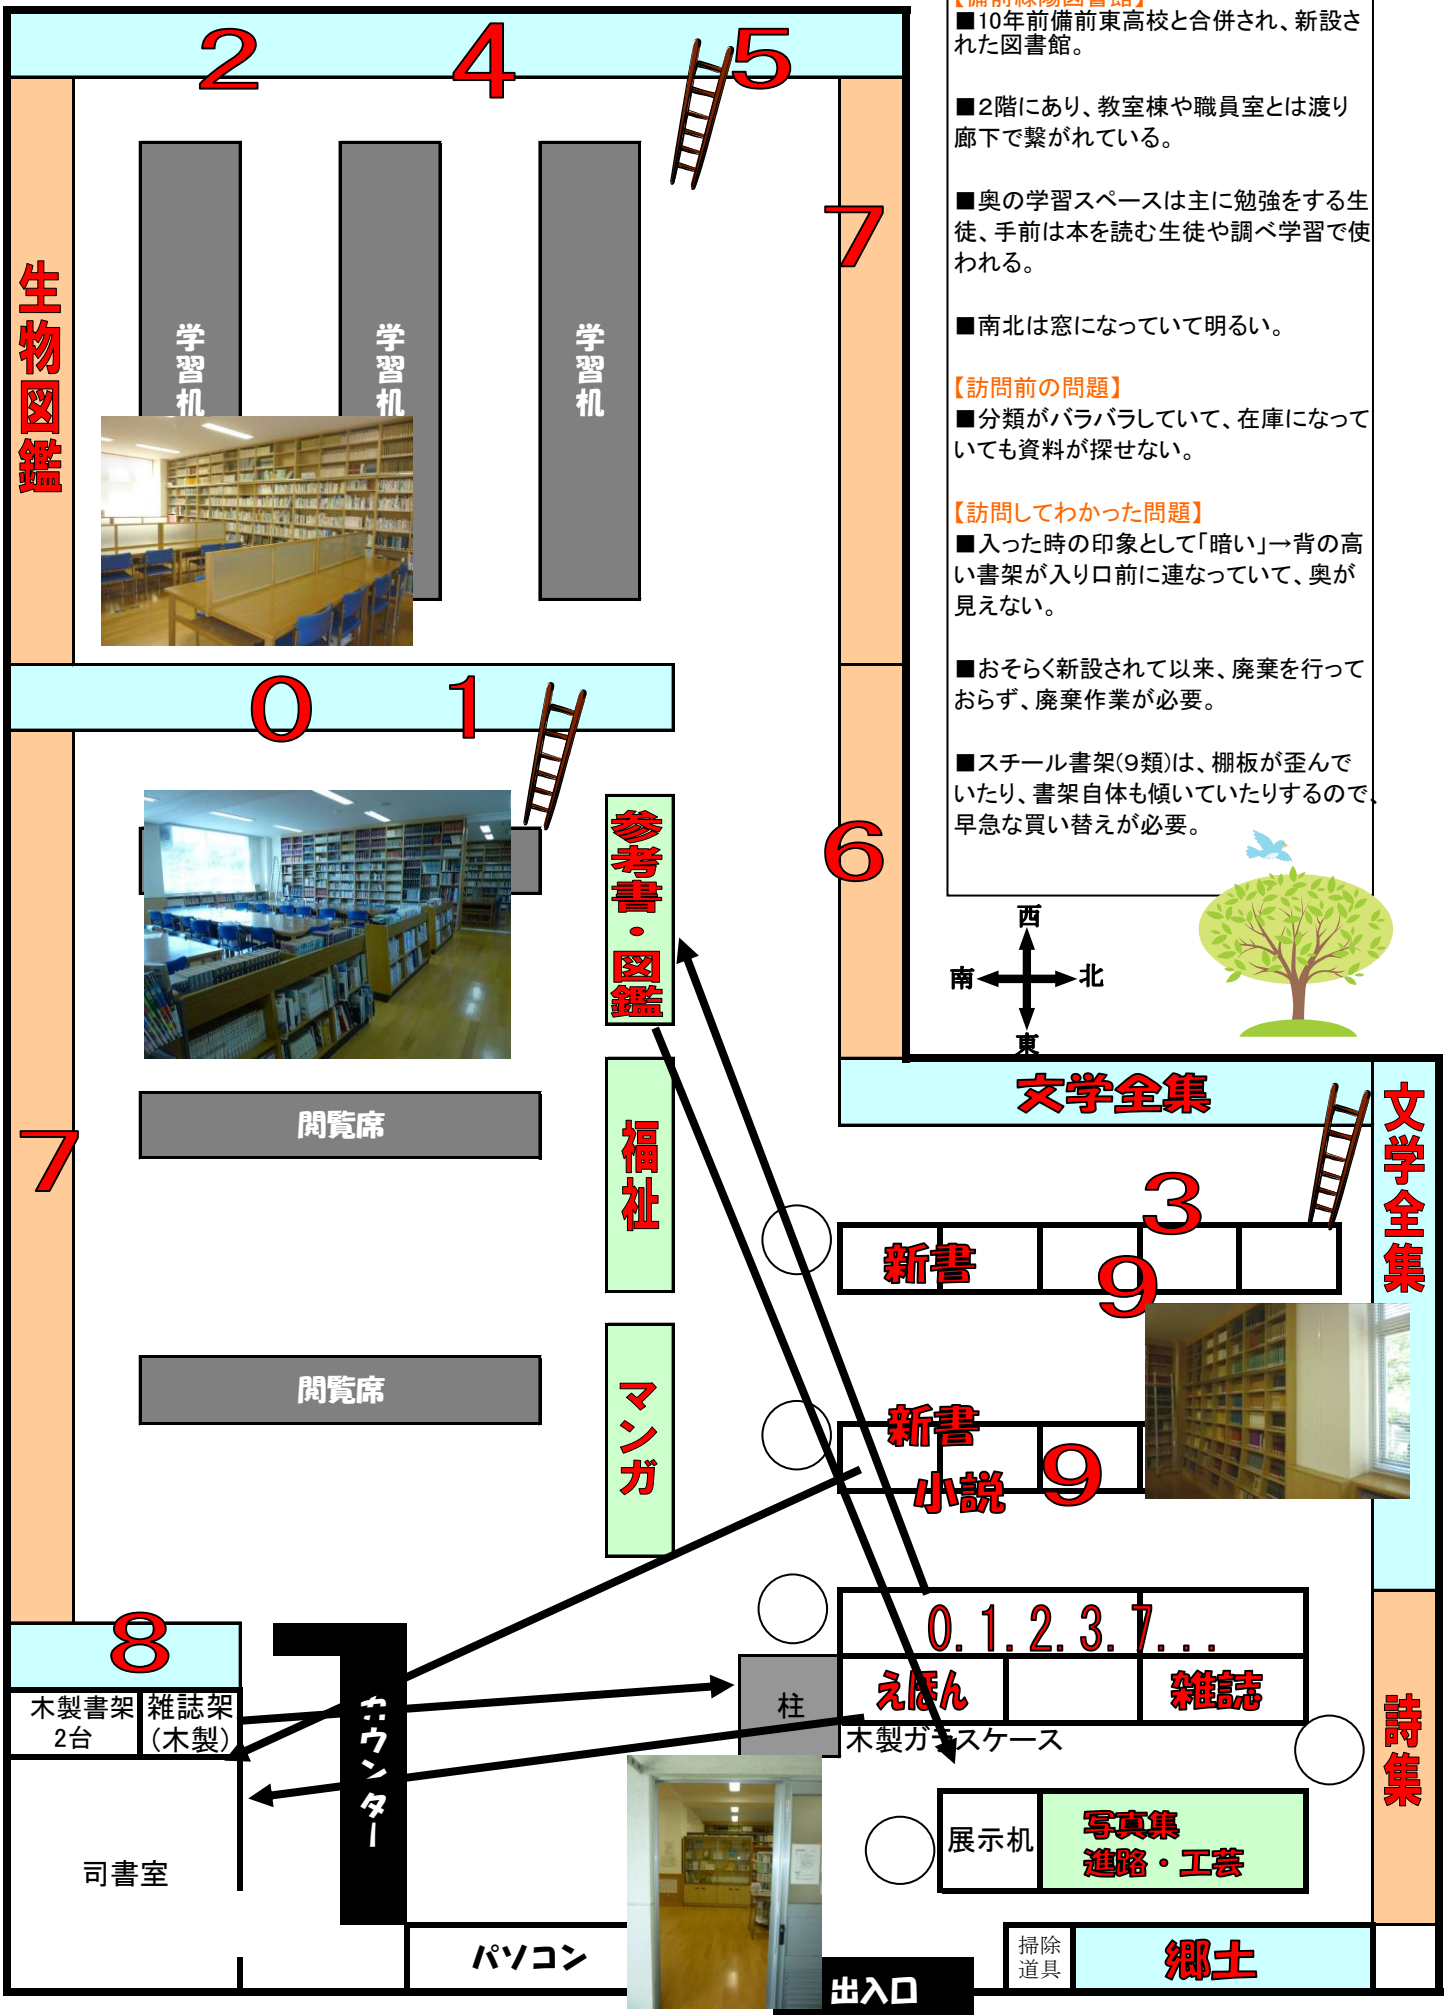 【備前緑陽図書館】
■10年前備前東高校と合併され、新設さ
れた図書館。
■2階にあり、教室棟や職員室とは渡り
廊下で繋がれている。
■奥の学習スペースは主に勉強をする生
徒、手前は本を読む生徒や調べ学習で使
われる。
■南北は窓になっていて明るい。
【訪問前の問題】
■分類がバラバラしていて、在庫になって
いても資料が探せない。
【訪問してわかった問題】
■入った時の印象として「暗い」→背の高
い書架が入り口前に連なっていて、奥が
見えない。
■おそらく新設されて以来、廃棄を行って
おらず、廃棄作業が必要。
■スチール書架(9類)は、棚板が歪んで
いたり、書架自体も傾いていたりするので、
早急な買い替えが必要。
2
4
5
7
生物図鑑
学習机
学習机
学習机
0
1
参考書・図鑑
6
西
南
北
東
文学全集
文学全集
7
閲覧席
福祉
3
新書
9
閲覧席
マンガ
新書
小説
9
8
0.1.2.3.7...
木製書架
2台
雑誌架
(木製)
カウンター
柱
えほん
雑誌
木製ガラスケース
詩集
司書室
展示机
写真集
進路・工芸
パソコン
出入口
掃除
道具
郷土